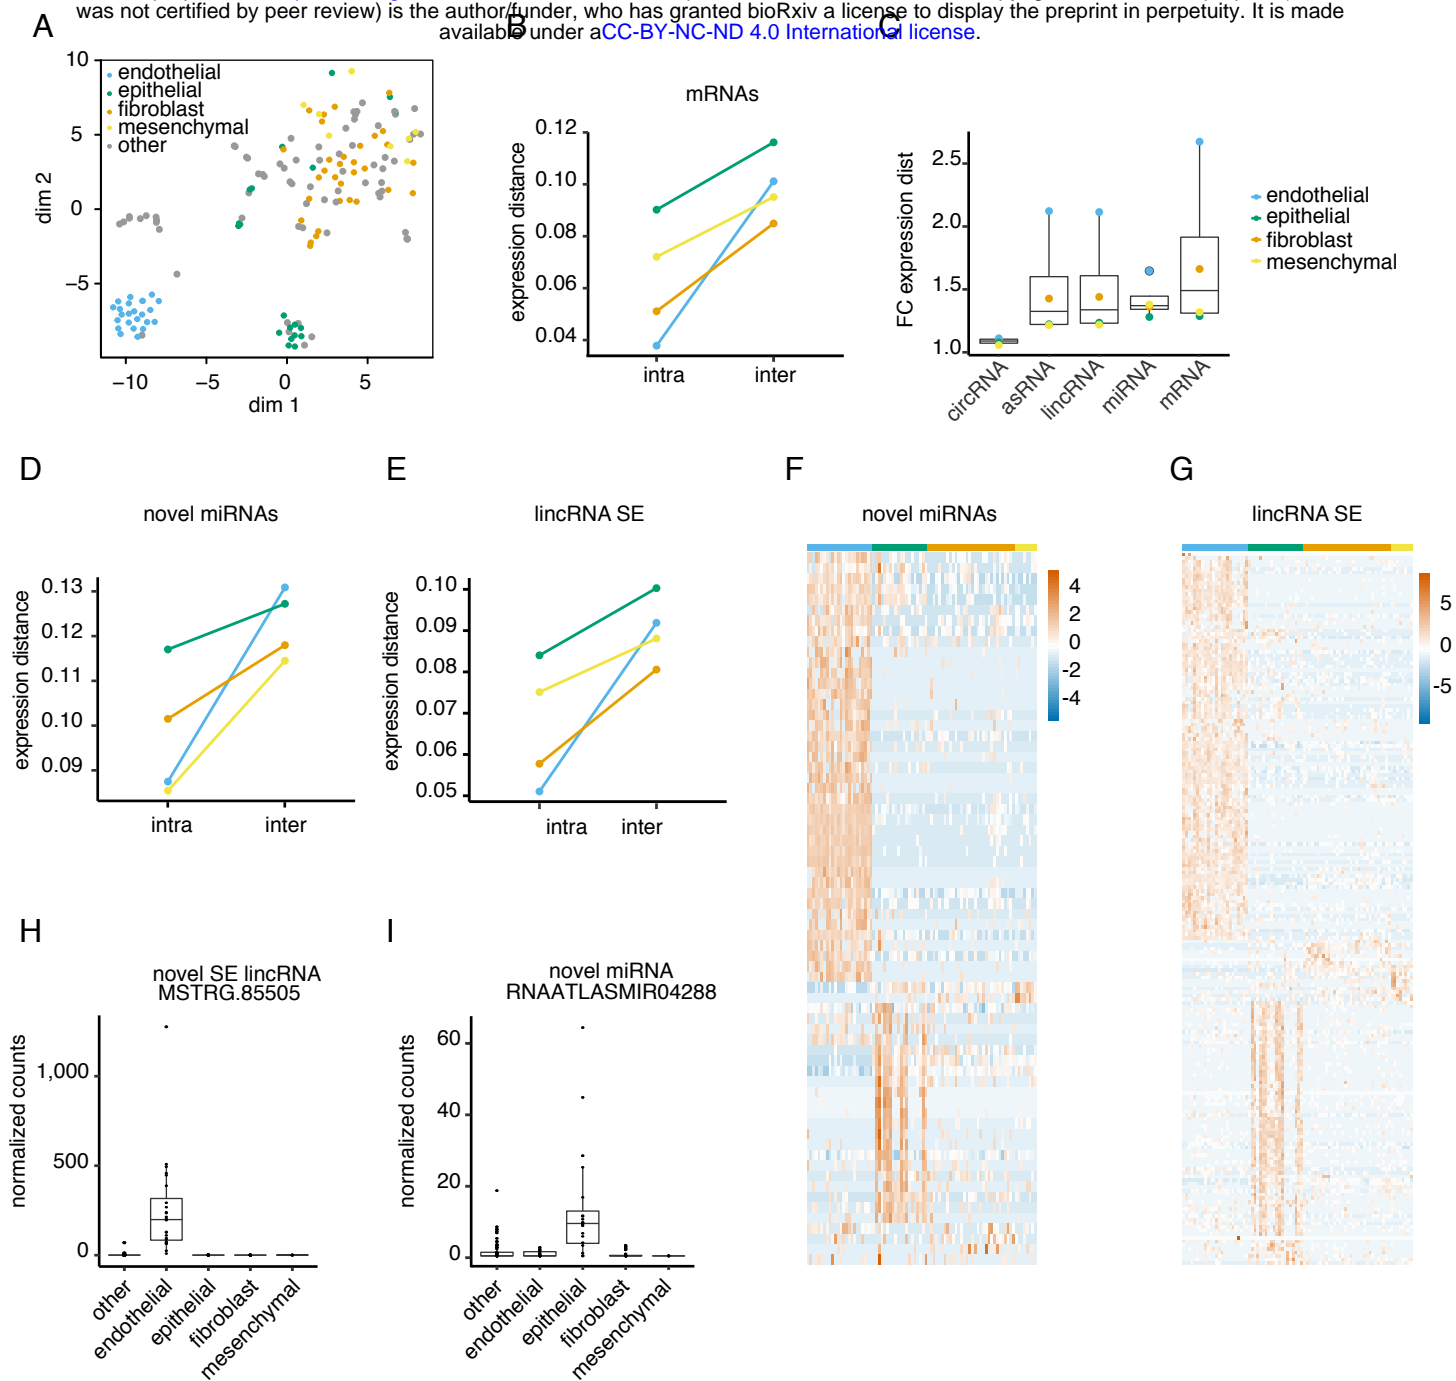 was not certified by peer review) is the author/funder, who has granted bioRxiv a license to display the preprint in perpetuity. It is made
available under aCC-BY-NC-ND 4.0 International license.
A
B
C
endothelial
epithelial
fibroblast
mesenchymal
other
10
5
0
−5
dim 2
−10
−5
0
5
dim 1
mRNAs
expression distance
0.12
0.10
0.08
0.06
0.04
intra
inter
FC expression dist
2.5
2.0
1.5
1.0
circRNA
asRNA
lincRNA
miRNA
mRNA
endothelial
epithelial
fibroblast
mesenchymal
D
E
F
G
novel miRNAs
expression distance
0.13
0.12
0.11
0.10
0.09
intra
inter
lincRNA SE
expression distance
0.10
0.09
0.08
0.07
0.06
0.05
intra
inter
novel miRNAs
4
2
0
-2
-4
lincRNA SE
5
0
-5
H
I
novel SE lincRNA
MSTRG.85505
normalized counts
1,000
500
0
other
endothelial
epithelial
fibroblast
mesenchymal
novel miRNA
RNAATLASMIR04288
normalized counts
60
40
20
0
other
endothelial
epithelial
fibroblast
mesenchymal